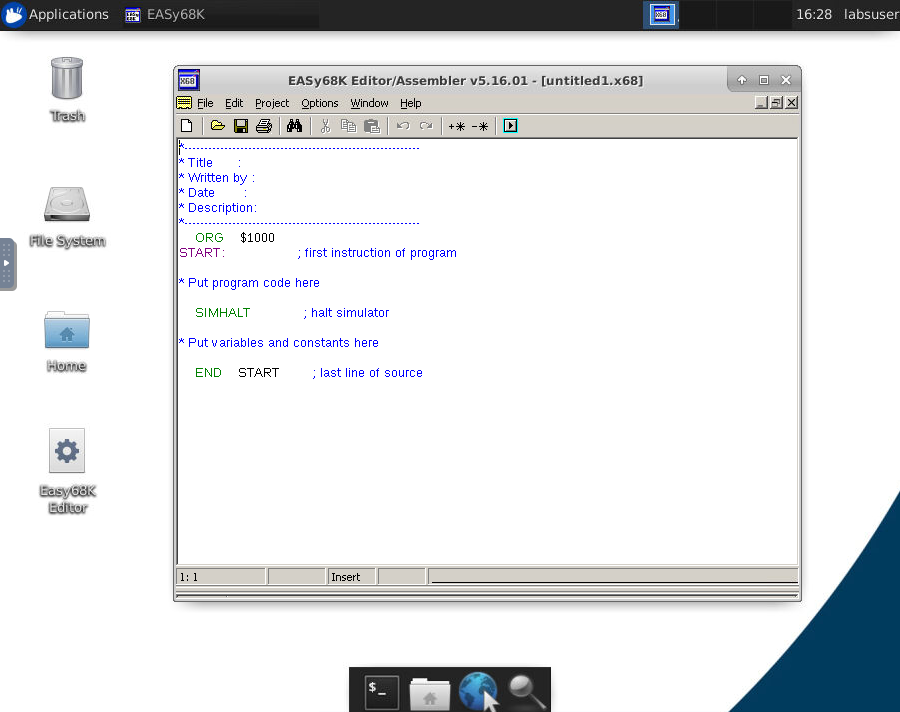 Applications EASy68K 16:28 labsuser
Trash
File System
Home
Easy68K
Editor
X68 EASy68K Editor/Assembler v5.16.01 - [untitled1.x68]
File Edit Project Options Window Help
*-----------------------------------------------------------
* Title      :
* Written by :
* Date       :
* Description:
*-----------------------------------------------------------
    ORG    $1000
START:                  ; first instruction of program
* Put program code here
    SIMHALT             ; halt simulator
* Put variables and constants here
    END    START        ; last line of source
1: 1 Insert
$_